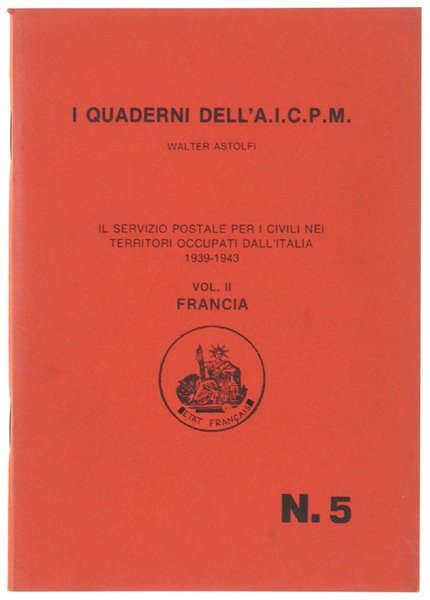 I QUADERNI DELL'A.I.C.P.M.
WALTER ASTOLFI
IL SERVIZIO POSTALE PER I CIVILI NEI
TERRITORI OCCUPATI DALL'ITALIA
1939-1943
VOL. II
FRANCIA
ETAT FRANÇAIS
N. 5